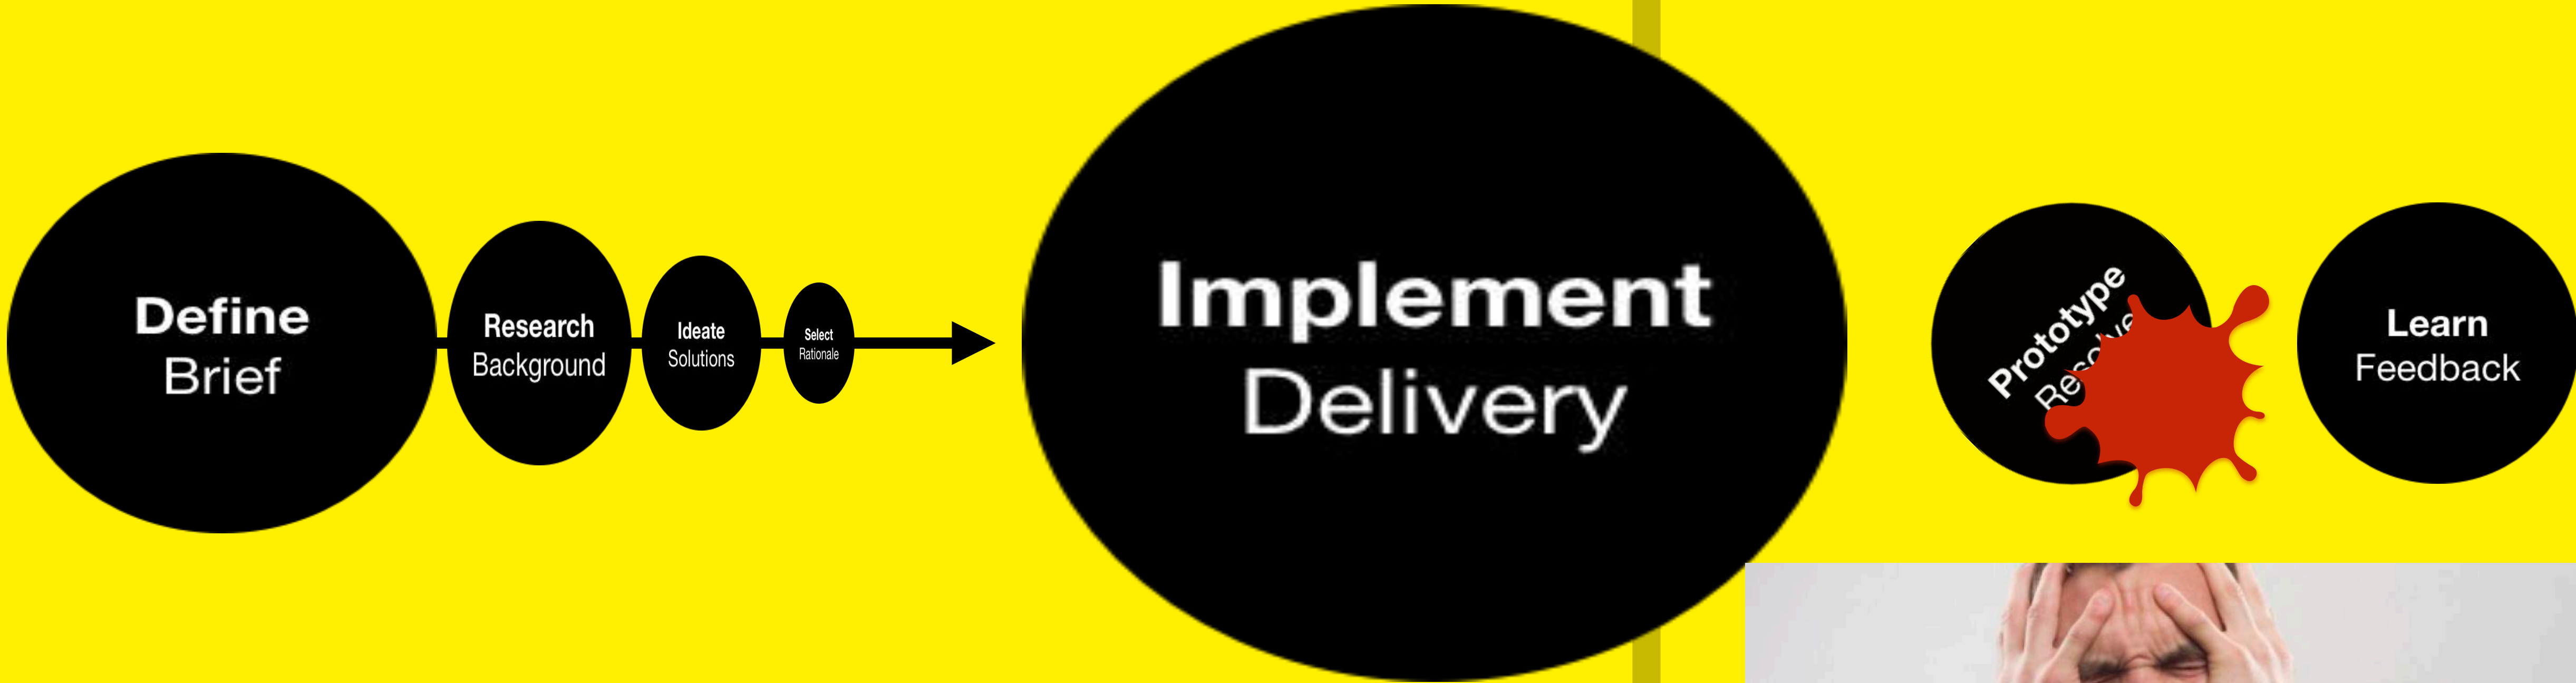 Define
Brief
Research
Background
Ideate
Solutions
Select
Rationale
Implement
Delivery
Prototype
Learn
Feedback